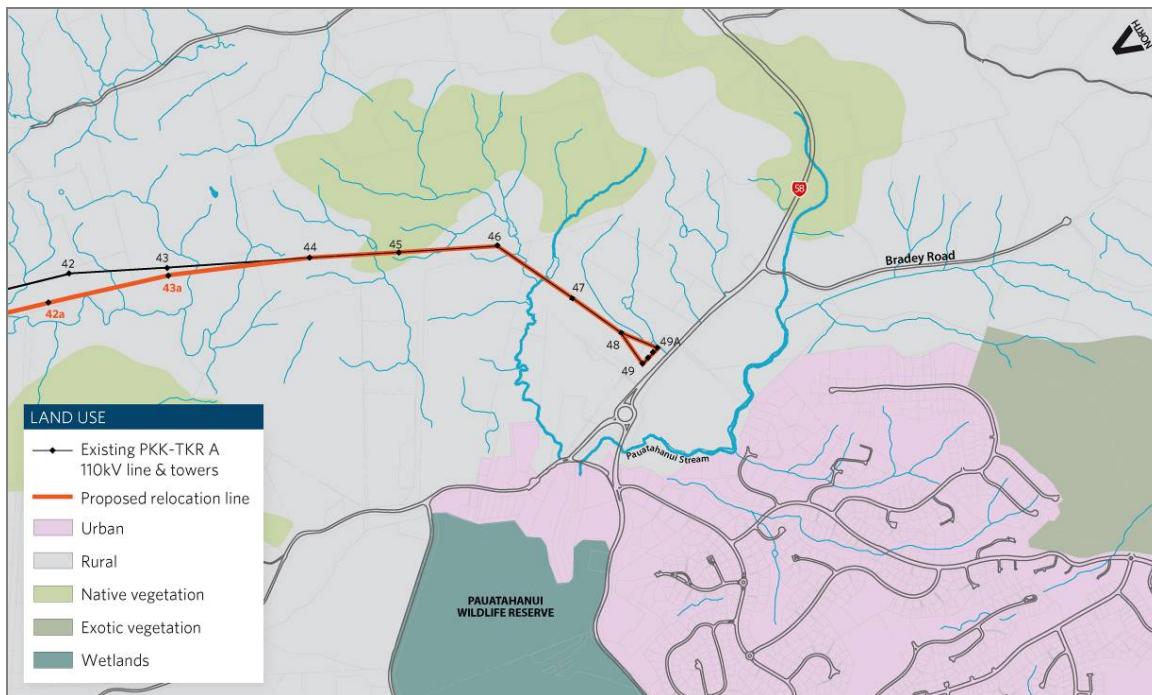 NORTH
58
Bradey Road
42
43
44
45
46
43a
42a
47
48
49A
49
Pauatahanui Stream
LAND USE
Existing PKK-TKR A
110kV line & towers
Proposed relocation line
Urban
Rural
Native vegetation
Exotic vegetation
Wetlands
PAUATAHANUI
WILDLIFE RESERVE